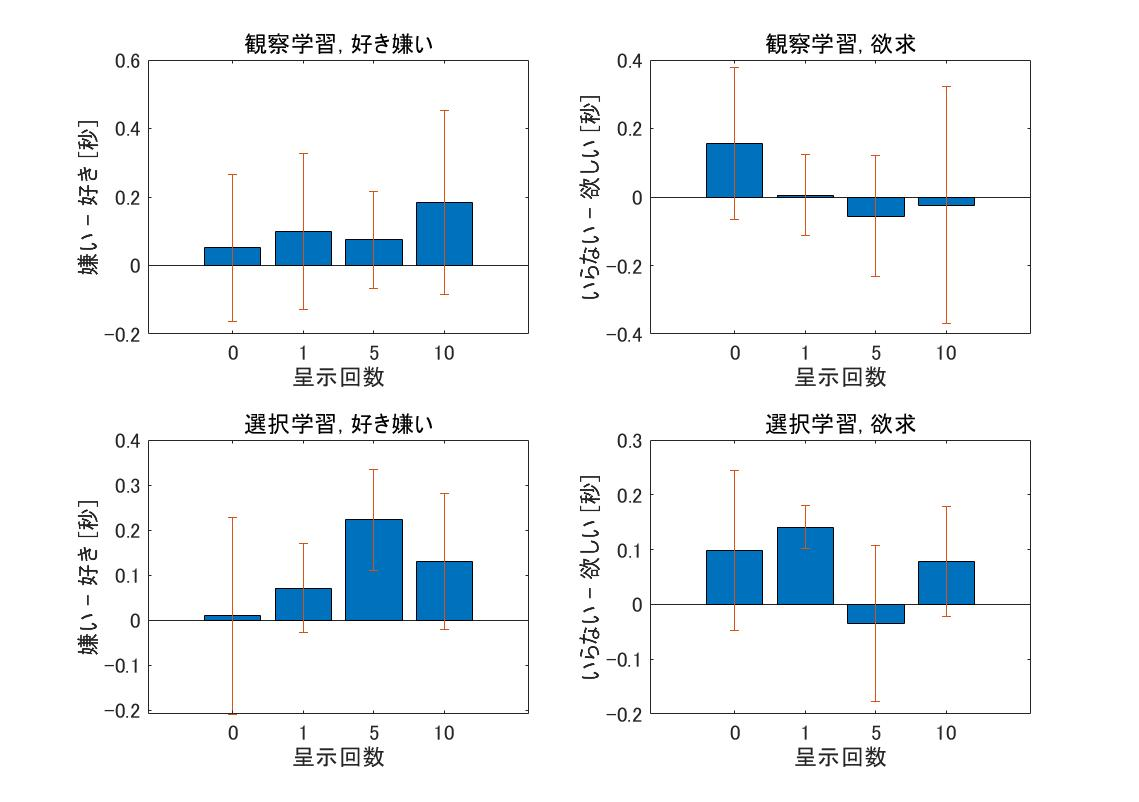 観察学習, 好き嫌い
嫌い - 好き [秒]
0.6
0.4
0.2
0
-0.2
0 1 5 10
呈示回数
観察学習, 欲求
いらない - 欲しい [秒]
0.4
0.2
0
-0.2
-0.4
0 1 5 10
呈示回数
選択学習, 好き嫌い
嫌い - 好き [秒]
0.4
0.3
0.2
0.1
0
-0.1
-0.2
0 1 5 10
呈示回数
選択学習, 欲求
いらない - 欲しい [秒]
0.3
0.2
0.1
0
-0.1
-0.2
0 1 5 10
呈示回数